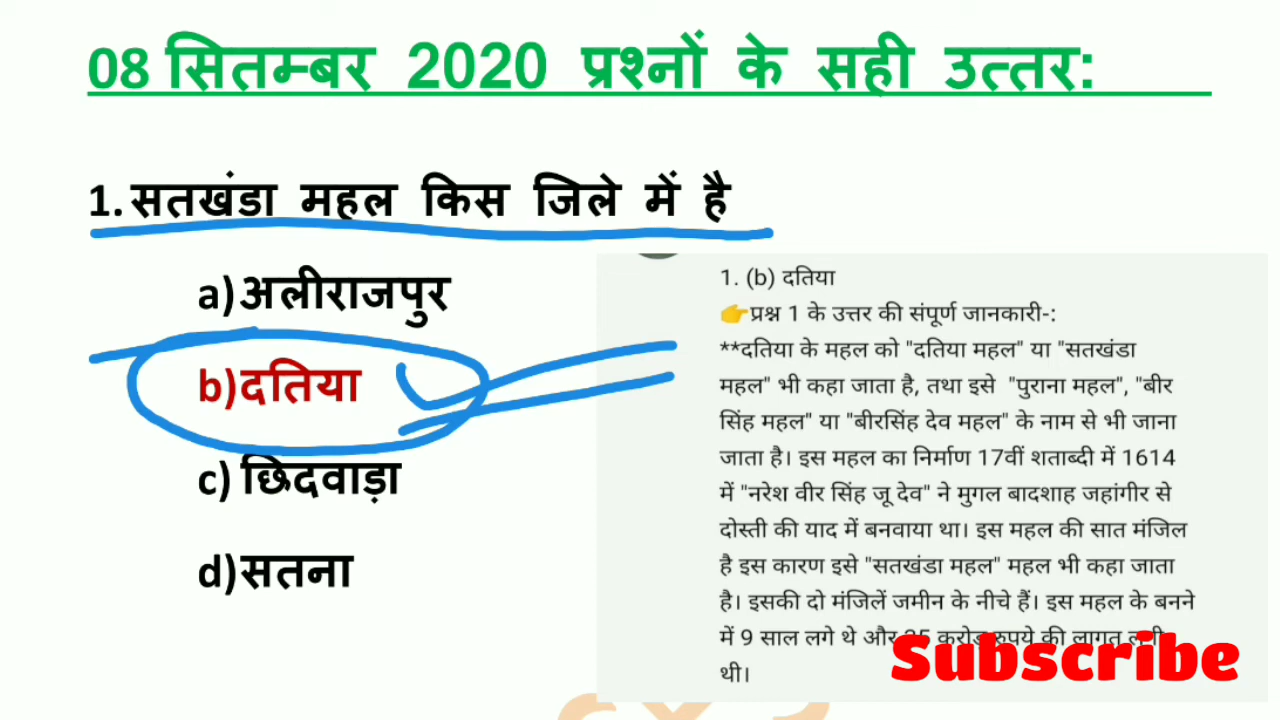 08 सितम्बर 2020 प्रश्नों के सही उत्तर:
1. सतखंडा महल किस जिले में है
a)अलीराजपुर
b)दतिया
c) छिदवाड़ा
d)सतना
1. (b) दतिया
👉प्रश्न 1 के उत्तर की संपूर्ण जानकारी-:
**दतिया के महल को "दतिया महल" या "सतखंडा
महल" भी कहा जाता है, तथा इसे "पुराना महल", "बीर
सिंह महल" या "बीरसिंह देव महल" के नाम से भी जाना
जाता है। इस महल का निर्माण 17वीं शताब्दी में 1614
में "नरेश वीर सिंह जू देव" ने मुगल बादशाह जहांगीर से
दोस्ती की याद में बनवाया था। इस महल की सात मंजिल
है इस कारण इसे "सतखंडा महल" महल भी कहा जाता
है। इसकी दो मंजिलें जमीन के नीचे हैं। इस महल के बनने
में 9 साल लगे थे और करोड़ रुपये की लागत
थी।
Subscribe